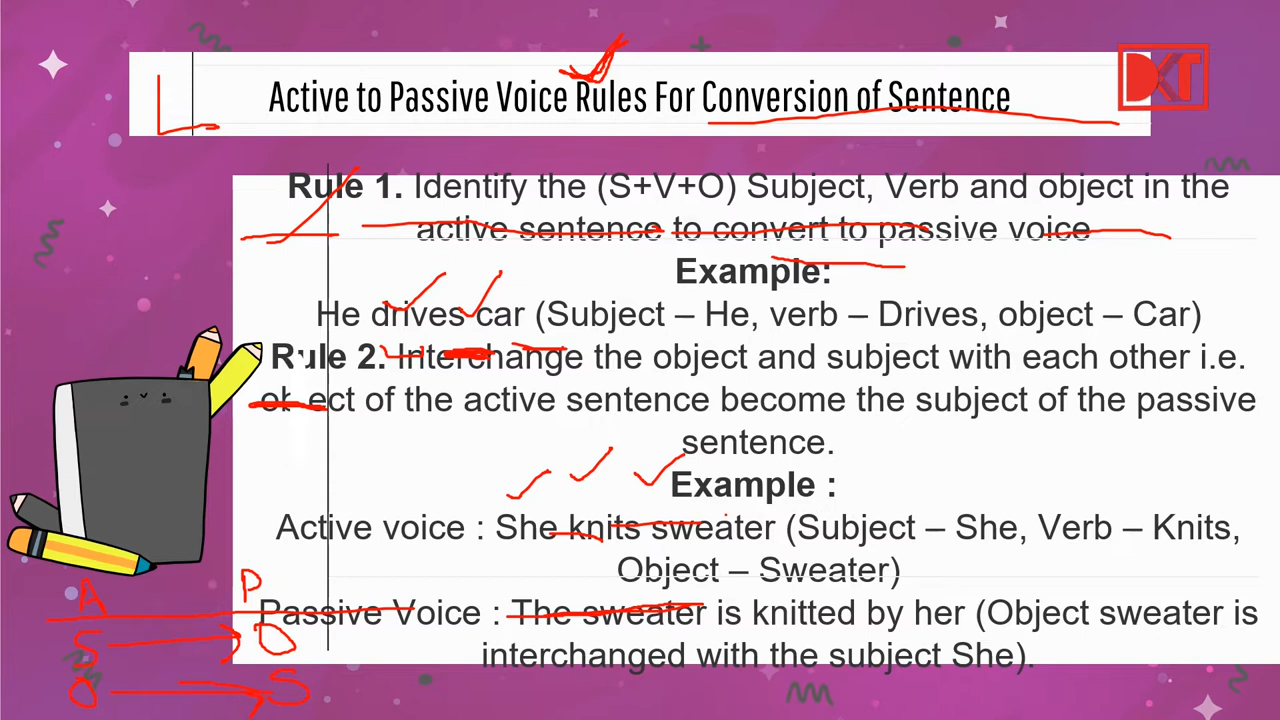 Active to Passive Voice Rules For Conversion of Sentence
DKT
Rule 1. Identify the (S+V+O) Subject, Verb and object in the
active sentence to convert to passive voice
Example:
He drives car (Subject – He, verb – Drives, object – Car)
Rule 2. Interchange the object and subject with each other i.e.
object of the active sentence become the subject of the passive
sentence.
Example :
Active voice : She knits sweater (Subject – She, Verb – Knits,
Object – Sweater)
Passive Voice : The sweater is knitted by her (Object sweater is
interchanged with the subject She).
A P
S O
O S